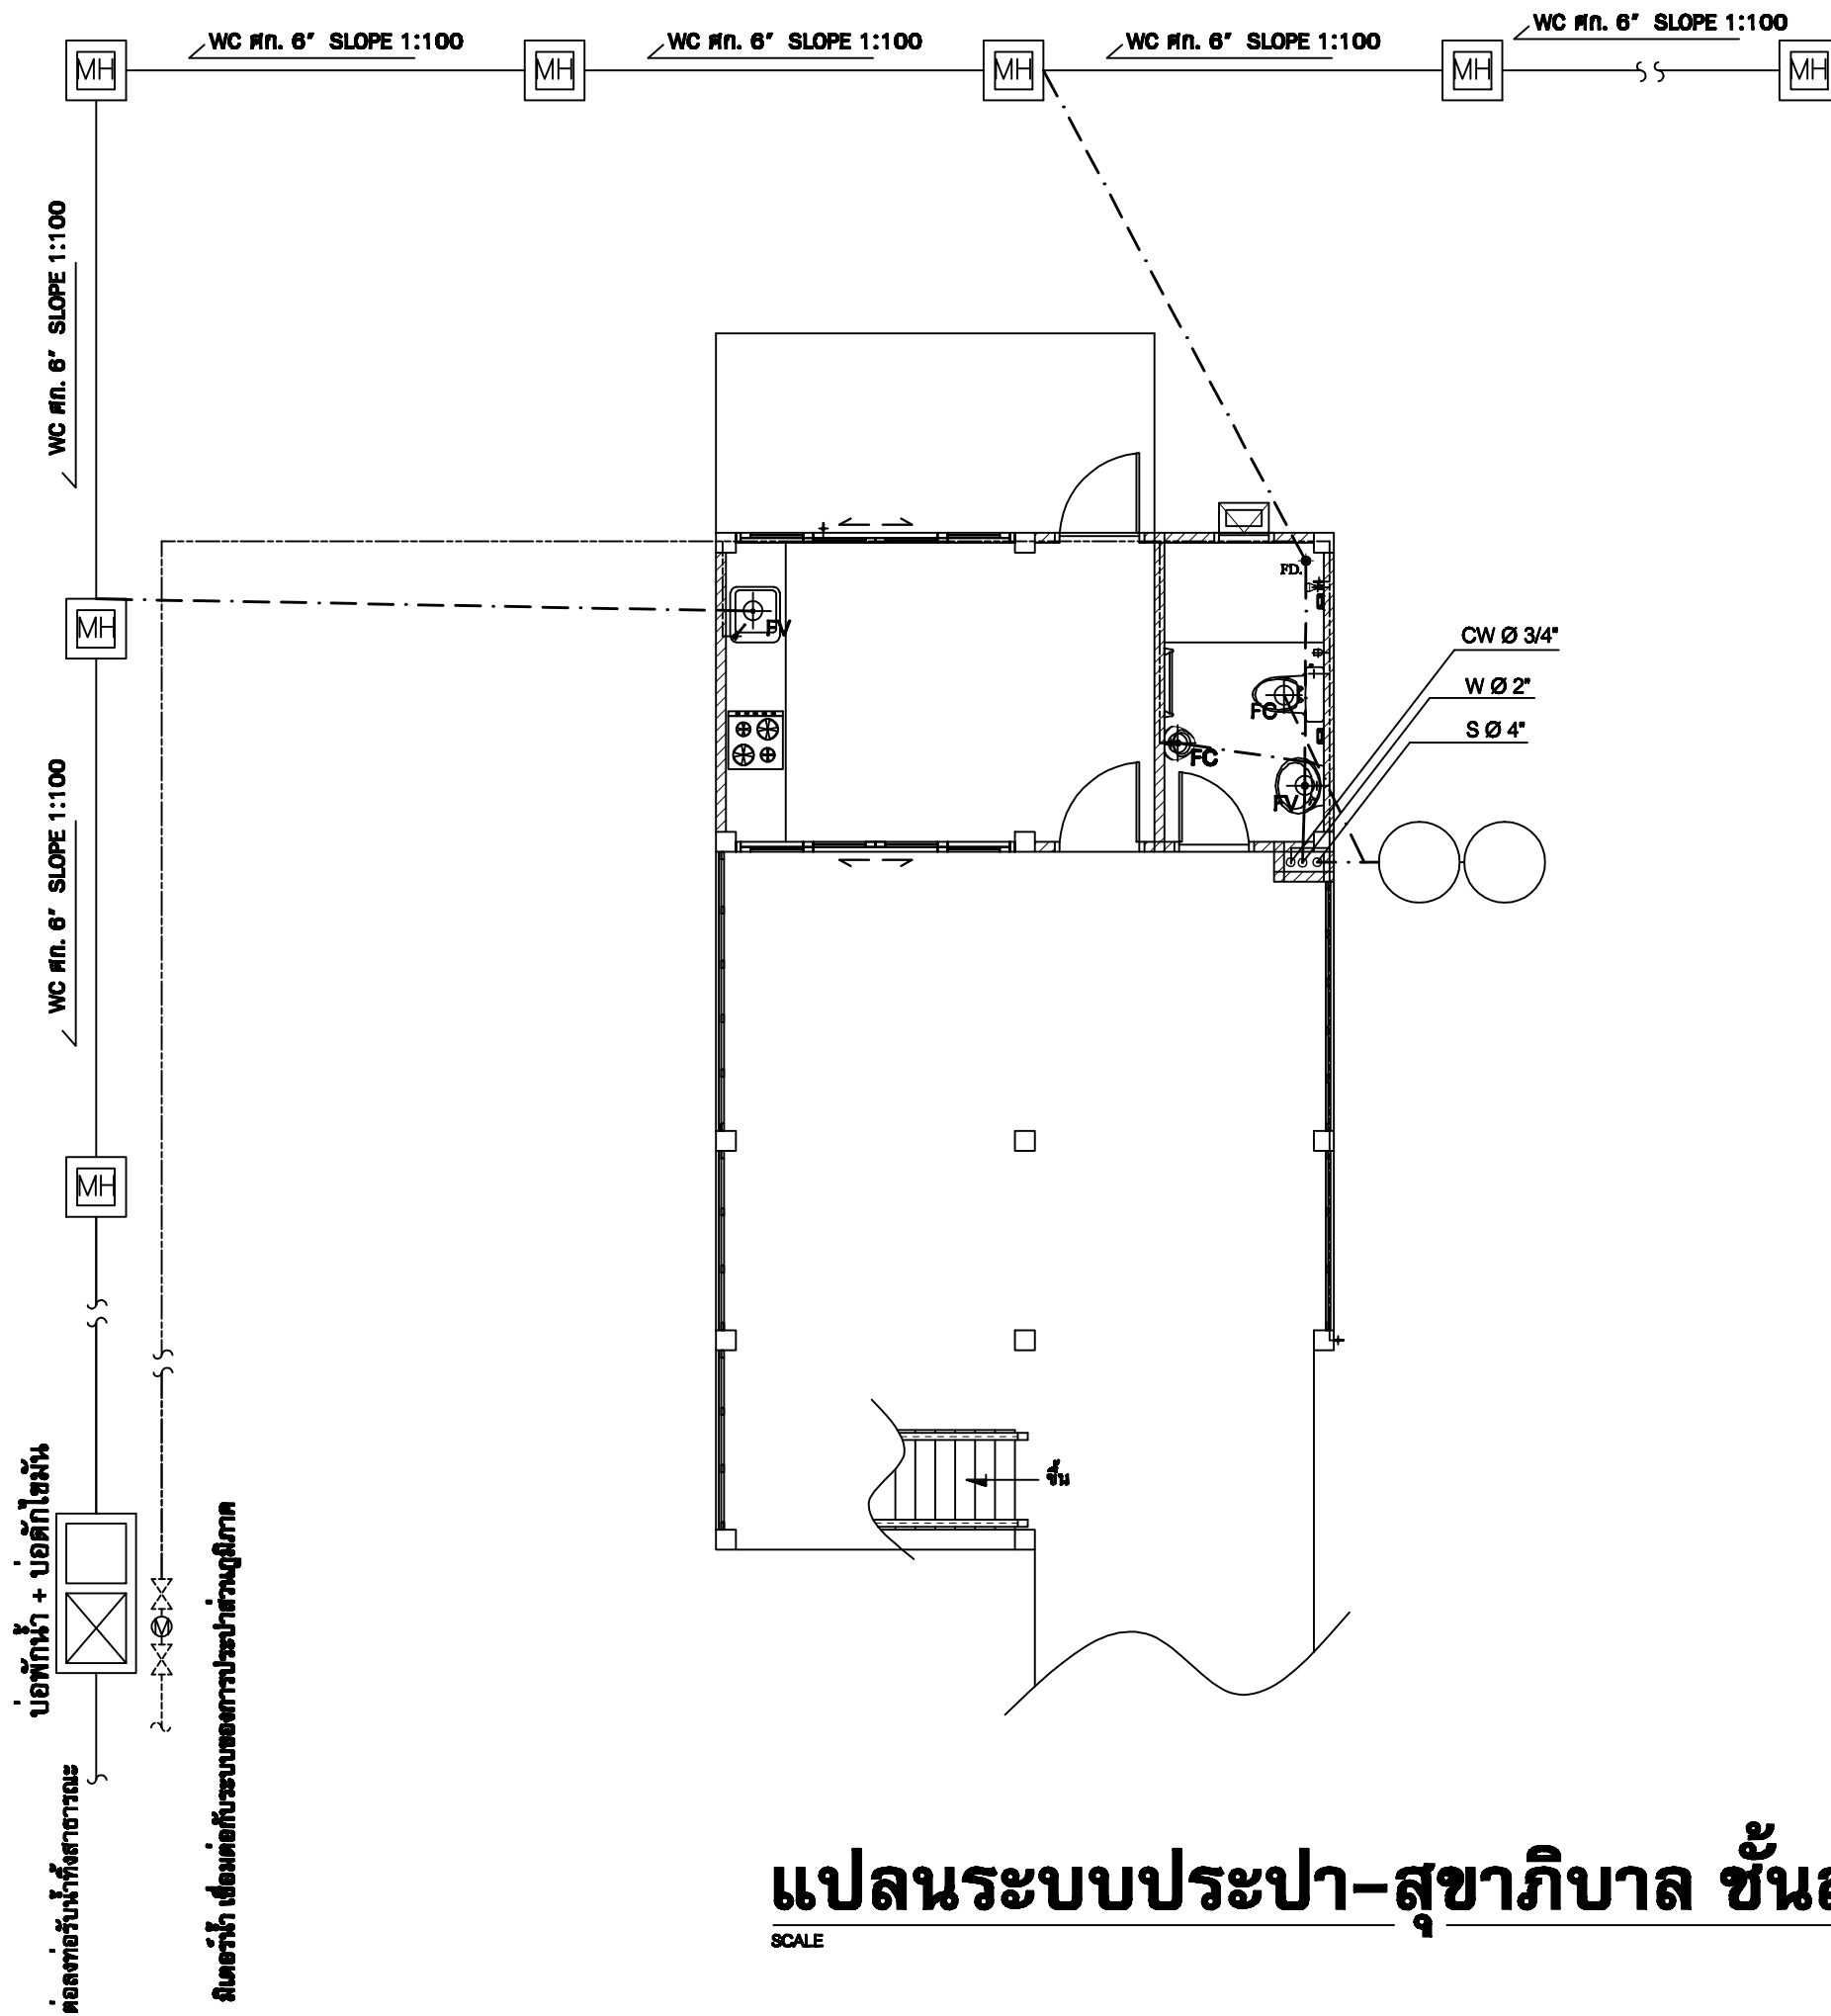 WC ศก. 6" SLOPE 1:100
WC ศก. 6" SLOPE 1:100
WC ศก. 6" SLOPE 1:100
WC ศก. 6" SLOPE 1:100
MH
MH
MH
MH
MH
WC ศก. 6" SLOPE 1:100
FD.
MH
FV
CW Ø 3/4"
W Ø 2"
S Ø 4"
FC
FC
FV
WC ศก. 6" SLOPE 1:100
MH
ขึ้น
บ่อพักน้ำ + บ่อดักไขมัน
M
มิเตอร์น้ำ เชื่อมต่อกับระบบของการประปาส่วนภูมิภาค
ต่อลงท่อรับน้ำทิ้งสาธารณะ
แปลนระบบประปา-สุขาภิบาล ชั้น
SCALE